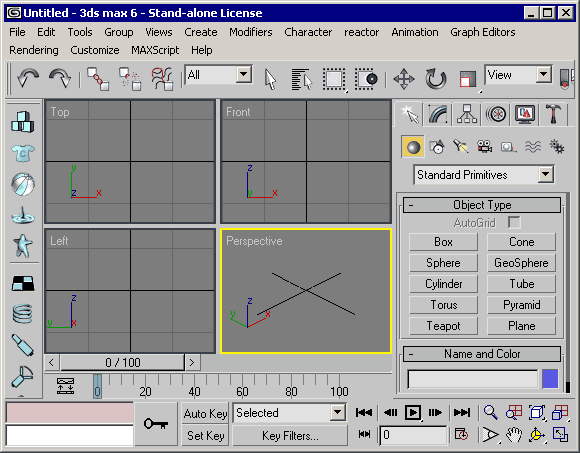 Untitled - 3ds max 6 - Stand-alone License
File Edit Tools Group Views Create Modifiers Character reactor Animation Graph Editors
Rendering Customize MAXScript Help
All View
Top Front
y z
z x y x
Standard Primitives
- Object Type
AutoGrid
Box Cone
Sphere GeoSphere
Cylinder Tube
Torus Pyramid
Teapot Plane
Left Perspective
z z
y x y x
- Name and Color
< 0 / 100 >
0 20 40 60 80 100
Auto Key Selected
Set Key Key Filters... 0